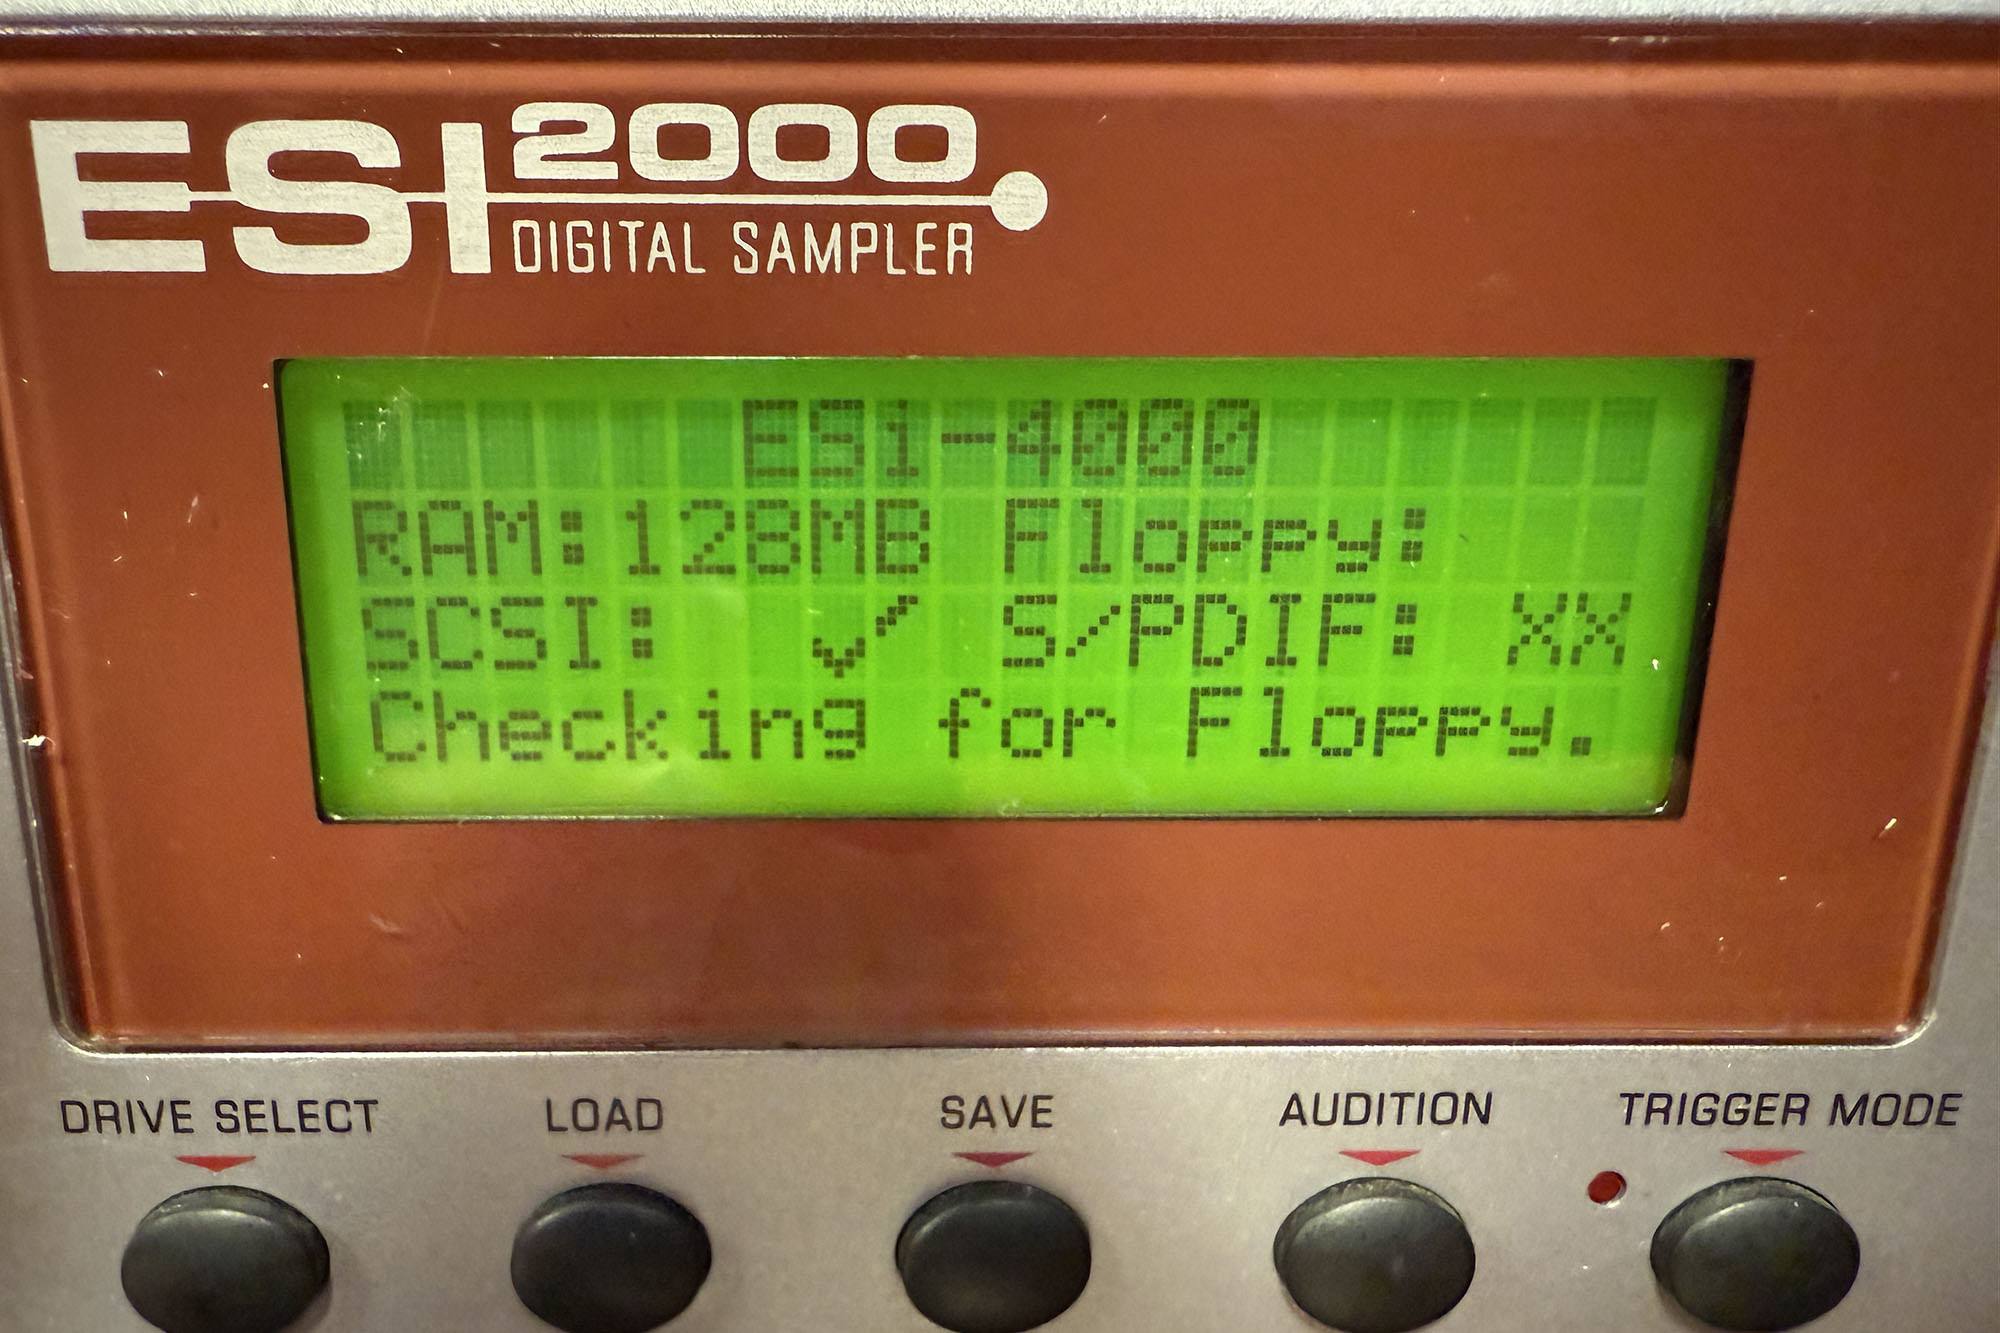 ESI 2000
DIGITAL SAMPLER
ESi-4000
RAM:128MB Floppy:
SCSI: ✓ S/PDIF: XX
Checking for Floppy.
DRIVE SELECT LOAD SAVE AUDITION TRIGGER MODE